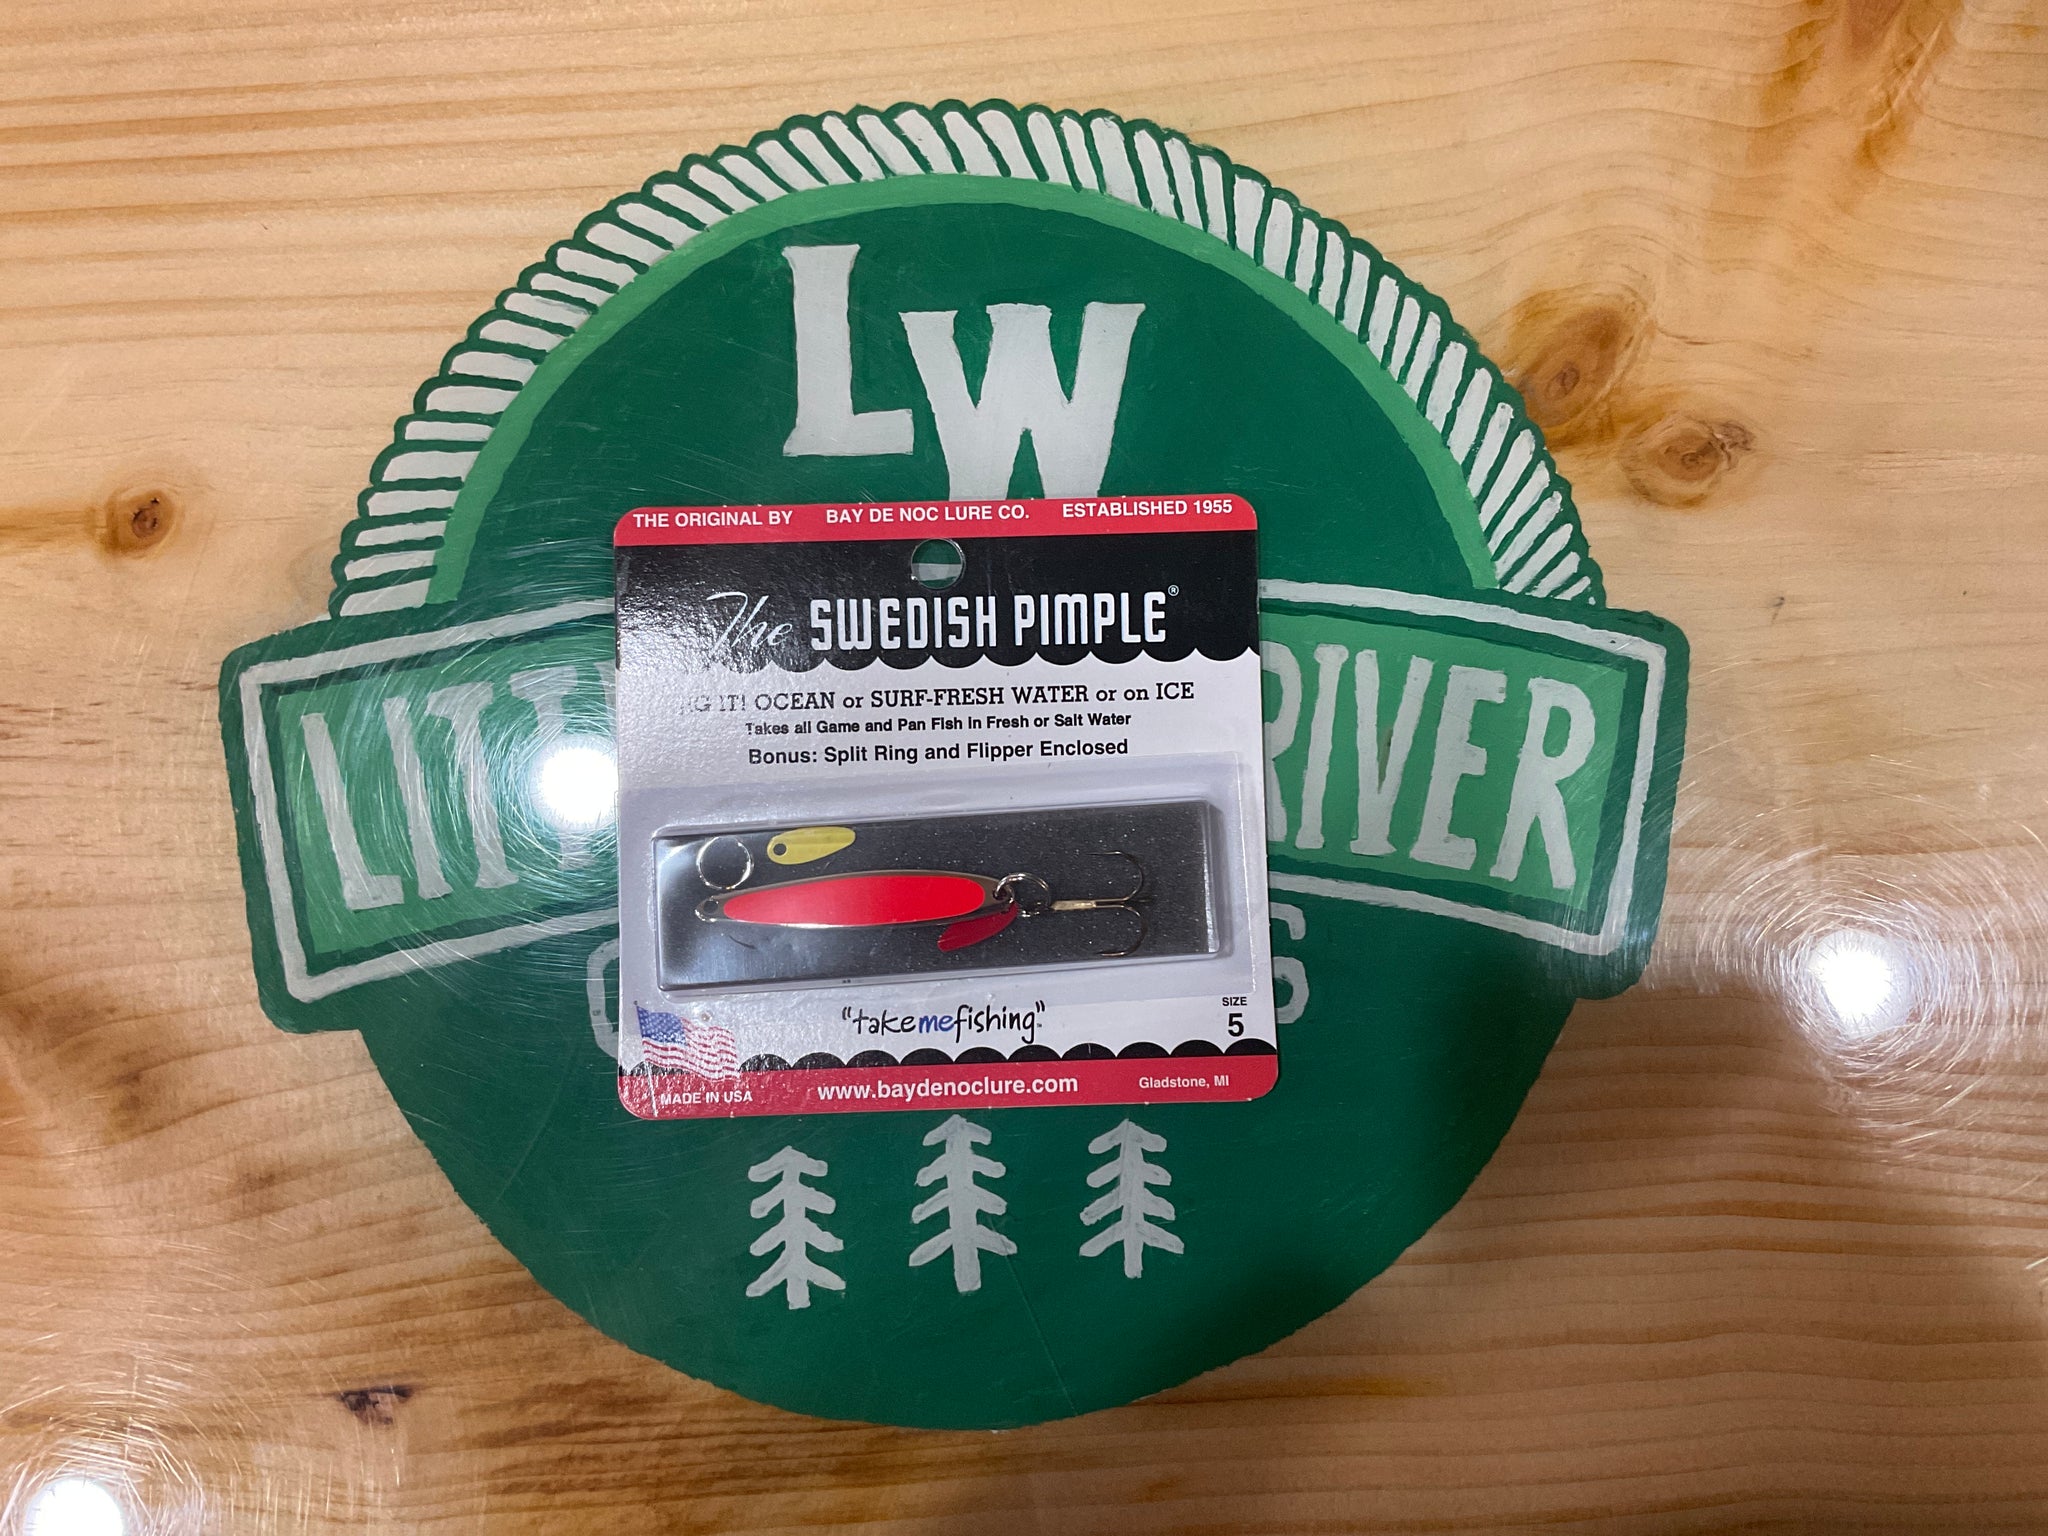 LW
THE ORIGINAL BY BAY DE NOC LURE CO. ESTABLISHED 1955
The SWEDISH PIMPLE®
IT! OCEAN or SURF-FRESH WATER or on ICE
Takes all Game and Pan Fish in Fresh or Salt Water
Bonus: Split Ring and Flipper Enclosed
RIVER
"takemefishing"™
SIZE
5
MADE IN USA www.baydenoclure.com Gladstone, MI